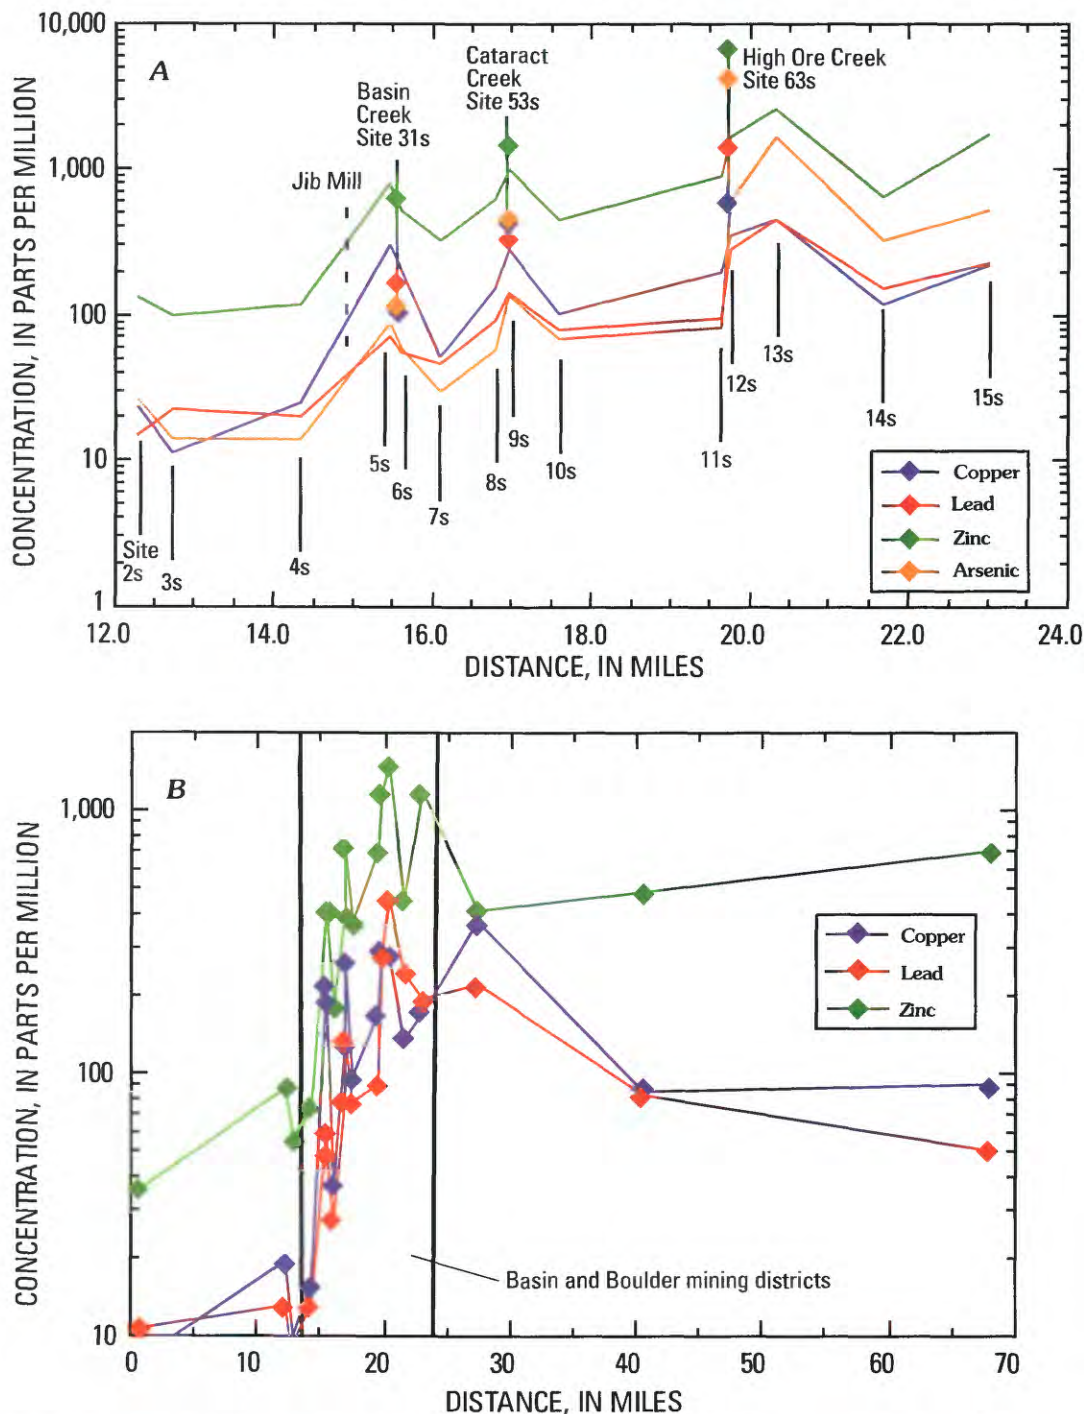 A
CONCENTRATION, IN PARTS PER MILLION
10,000
1,000
100
10
1
Basin
Creek
Site 31s
Cataract
Creek
Site 53s
High Ore Creek
Site 63s
Jib Mill
Site
2s
3s
4s
5s
6s
7s
8s
9s
10s
11s
12s
13s
14s
15s
Copper
Lead
Zinc
Arsenic
12.0 14.0 16.0 18.0 20.0 22.0 24.0
DISTANCE, IN MILES
B
CONCENTRATION, IN PARTS PER MILLION
1,000
100
10
Copper
Lead
Zinc
Basin and Boulder mining districts
0 10 20 30 40 50 60 70
DISTANCE, IN MILES